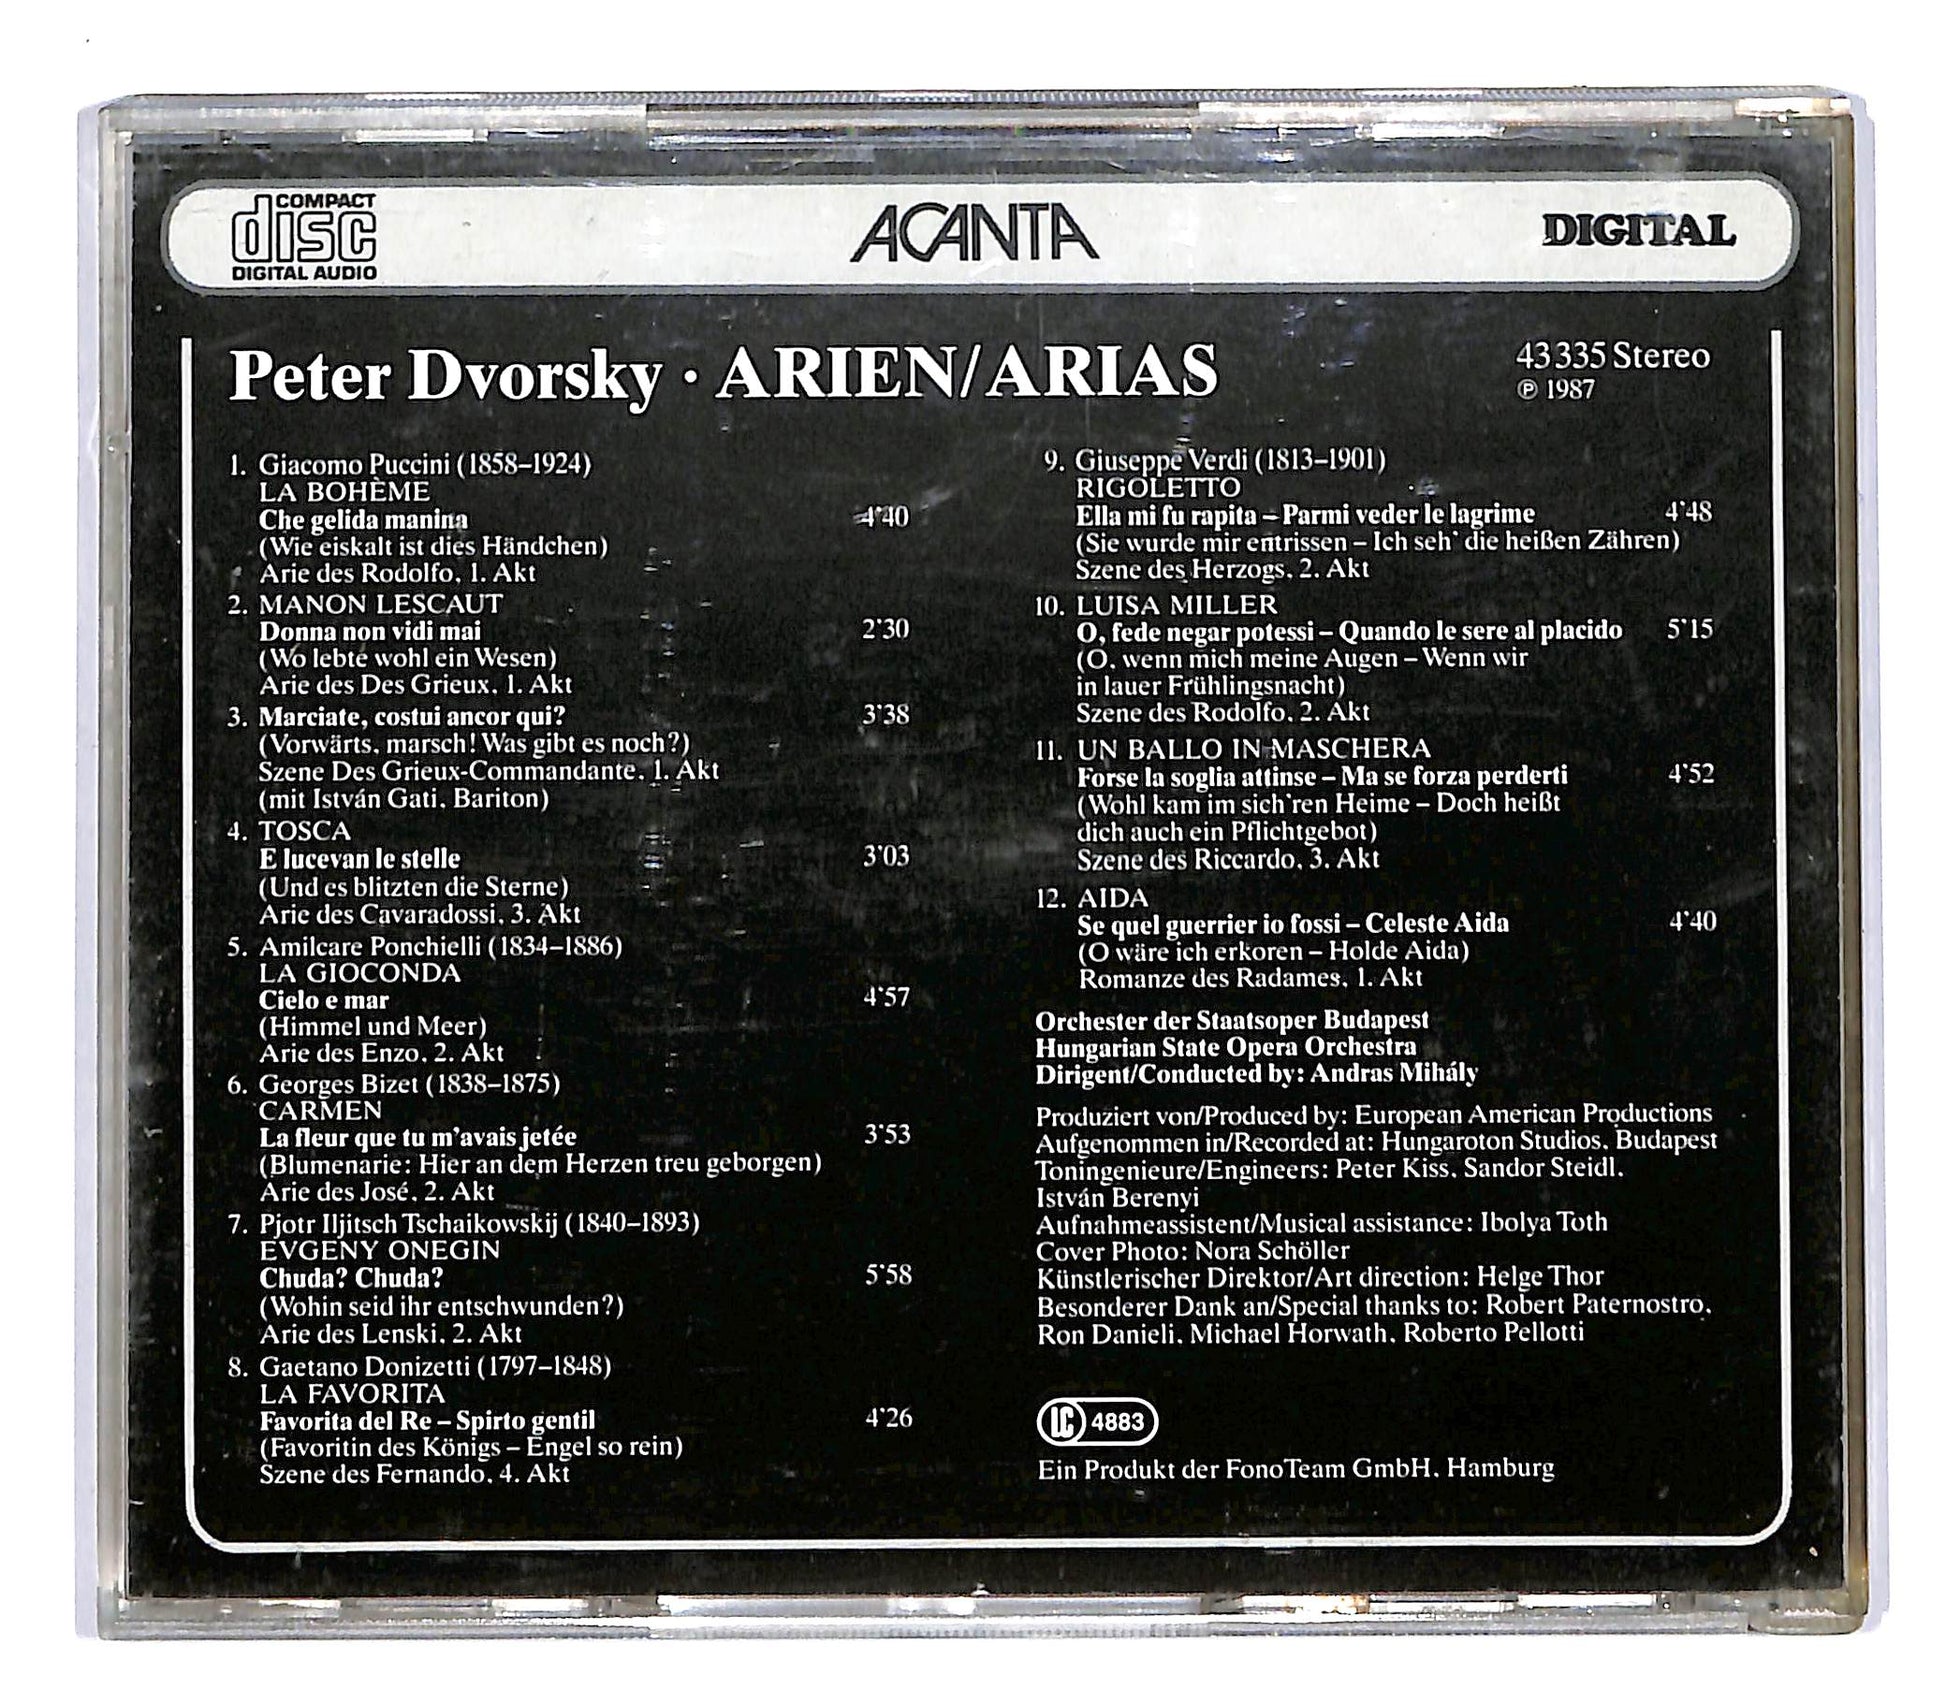 COMPACT
disc
DIGITAL AUDIO
ACANTA
DIGITAL
Peter Dvorsky · ARIEN/ARIAS
43 335 Stereo
℗ 1987
1. Giacomo Puccini (1858–1924)
LA BOHÈME
Che gelida manina 4'40
(Wie eiskalt ist dies Händchen)
Arie des Rodolfo, 1. Akt
2. MANON LESCAUT
Donna non vidi mai 2'30
(Wo lebte wohl ein Wesen)
Arie des Des Grieux, 1. Akt
3. Marciate, costui ancor qui? 3'38
(Vorwärts, marsch! Was gibt es noch?)
Szene Des Grieux-Commandante, 1. Akt
(mit István Gati, Bariton)
4. TOSCA
E lucevan le stelle 3'03
(Und es blitzten die Sterne)
Arie des Cavaradossi, 3. Akt
5. Amilcare Ponchielli (1834–1886)
LA GIOCONDA
Cielo e mar 4'57
(Himmel und Meer)
Arie des Enzo, 2. Akt
6. Georges Bizet (1838–1875)
CARMEN
La fleur que tu m'avais jetée 3'53
(Blumenarie: Hier an dem Herzen treu geborgen)
Arie des José, 2. Akt
7. Pjotr Iljitsch Tschaikowskij (1840–1893)
EVGENY ONEGIN
Chuda? Chuda? 5'58
(Wohin seid ihr entschwunden?)
Arie des Lenski, 2. Akt
8. Gaetano Donizetti (1797–1848)
LA FAVORITA
Favorita del Re – Spirto gentil 4'26
(Favoritin des Königs – Engel so rein)
Szene des Fernando, 4. Akt
9. Giuseppe Verdi (1813–1901)
RIGOLETTO
Ella mi fu rapita – Parmi veder le lagrime 4'48
(Sie wurde mir entrissen – Ich seh' die heißen Zähren)
Szene des Herzogs, 2. Akt
10. LUISA MILLER
O, fede negar potessi – Quando le sere al placido 5'15
(O, wenn mich meine Augen – Wenn wir
in lauer Frühlingsnacht)
Szene des Rodolfo, 2. Akt
11. UN BALLO IN MASCHERA
Forse la soglia attinse – Ma se forza perderti 4'52
(Wohl kam im sich'ren Heime – Doch heißt
dich auch ein Pflichtgebot)
Szene des Riccardo, 3. Akt
12. AIDA
Se quel guerrier io fossi – Celeste Aida 4'40
(O wäre ich erkoren – Holde Aida)
Romanze des Radames, 1. Akt
Orchester der Staatsoper Budapest
Hungarian State Opera Orchestra
Dirigent/Conducted by: Andras Mihály
Produziert von/Produced by: European American Productions
Aufgenommen in/Recorded at: Hungaroton Studios, Budapest
Toningenieure/Engineers: Peter Kiss, Sandor Steidl,
István Berenyi
Aufnahmeassistent/Musical assistance: Ibolya Toth
Cover Photo: Nora Schöller
Künstlerischer Direktor/Art direction: Helge Thor
Besonderer Dank an/Special thanks to: Robert Paternostro,
Ron Danieli, Michael Horwath, Roberto Pellotti
LC 4883
Ein Produkt der FonoTeam GmbH, Hamburg